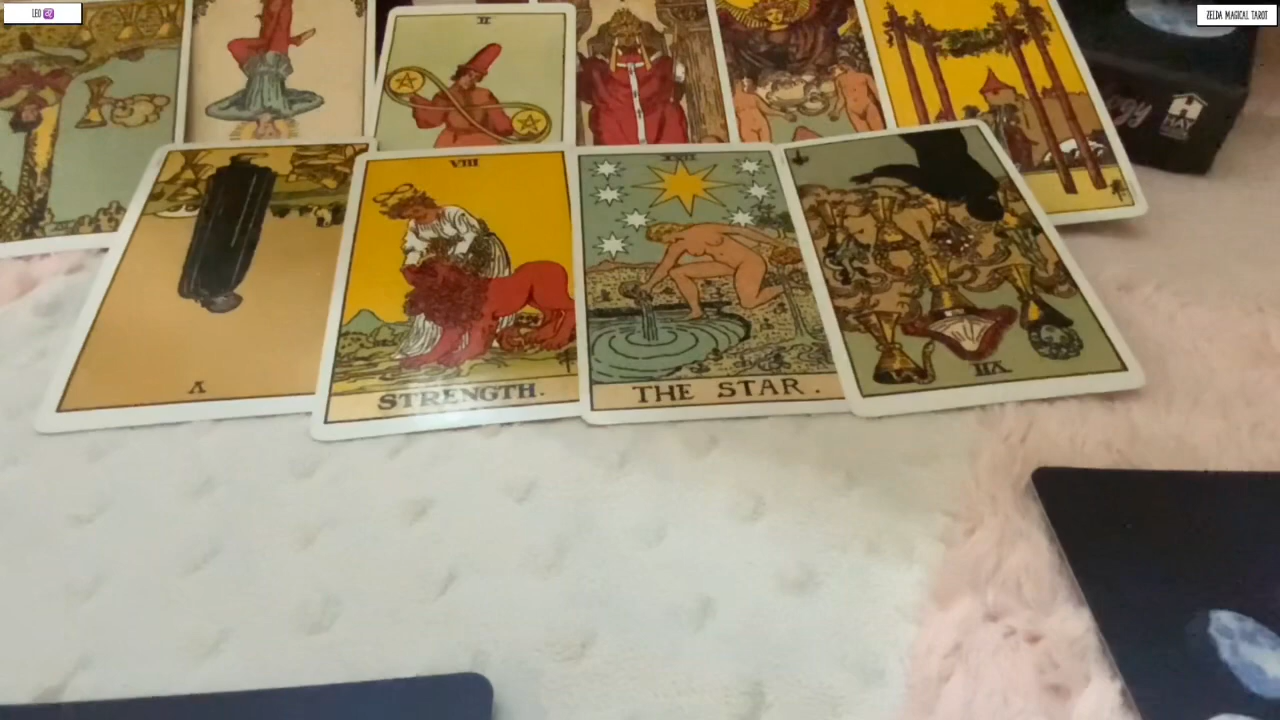 LEO
ZELDA MAGICAL TAROT
II
VIII
XVII
V
STRENGTH.
THE STAR.
VII